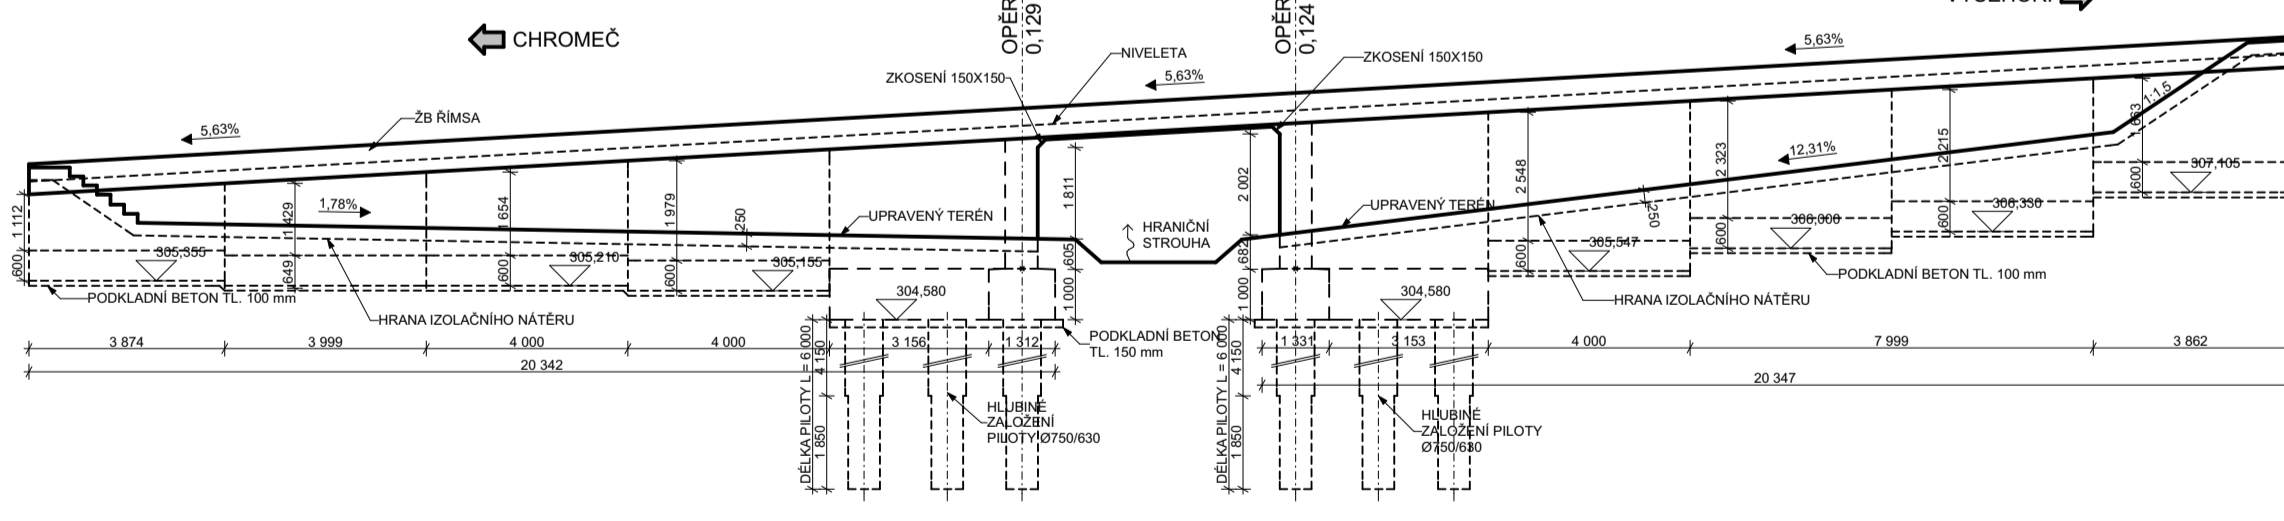 CHROMEČ
OPĚR
0,129
OPĚR
0,124
5,63%
NIVELETA
ZKOSENÍ 150X150
ZKOSENÍ 150X150
5,63%
ŽB ŘÍMSA
5,63%
1:1,5
12,31%
1 112
600
1 429
649
1,78%
1 654
600
1 979
600
250
UPRAVENÝ TERÉN
1 811
605
1 000
HRANIČNÍ
STROUHA
2 002
682
1 000
UPRAVENÝ TERÉN
2 548
600
250
2 323
600
2 215
600
600
305,355
305,210
305,155
304,580
304,580
305,547
306,000
306,330
307,105
PODKLADNÍ BETON TL. 100 mm
HRANA IZOLAČNÍHO NÁTĚRU
PODKLADNÍ BETON
TL. 150 mm
HRANA IZOLAČNÍHO NÁTĚRU
PODKLADNÍ BETON TL. 100 mm
3 874
3 999
4 000
4 000
3 156
1 312
1 331
3 153
4 000
7 999
3 862
20 342
20 347
DÉLKA PILOTY L = 6 000
4 150
1 850
HLUBINÉ
ZALOŽENÍ
PILOTY Ø750/630
DÉLKA PILOTY L = 6 000
4 150
1 850
HLUBINÉ
ZALOŽENÍ PILOTY
Ø750/630